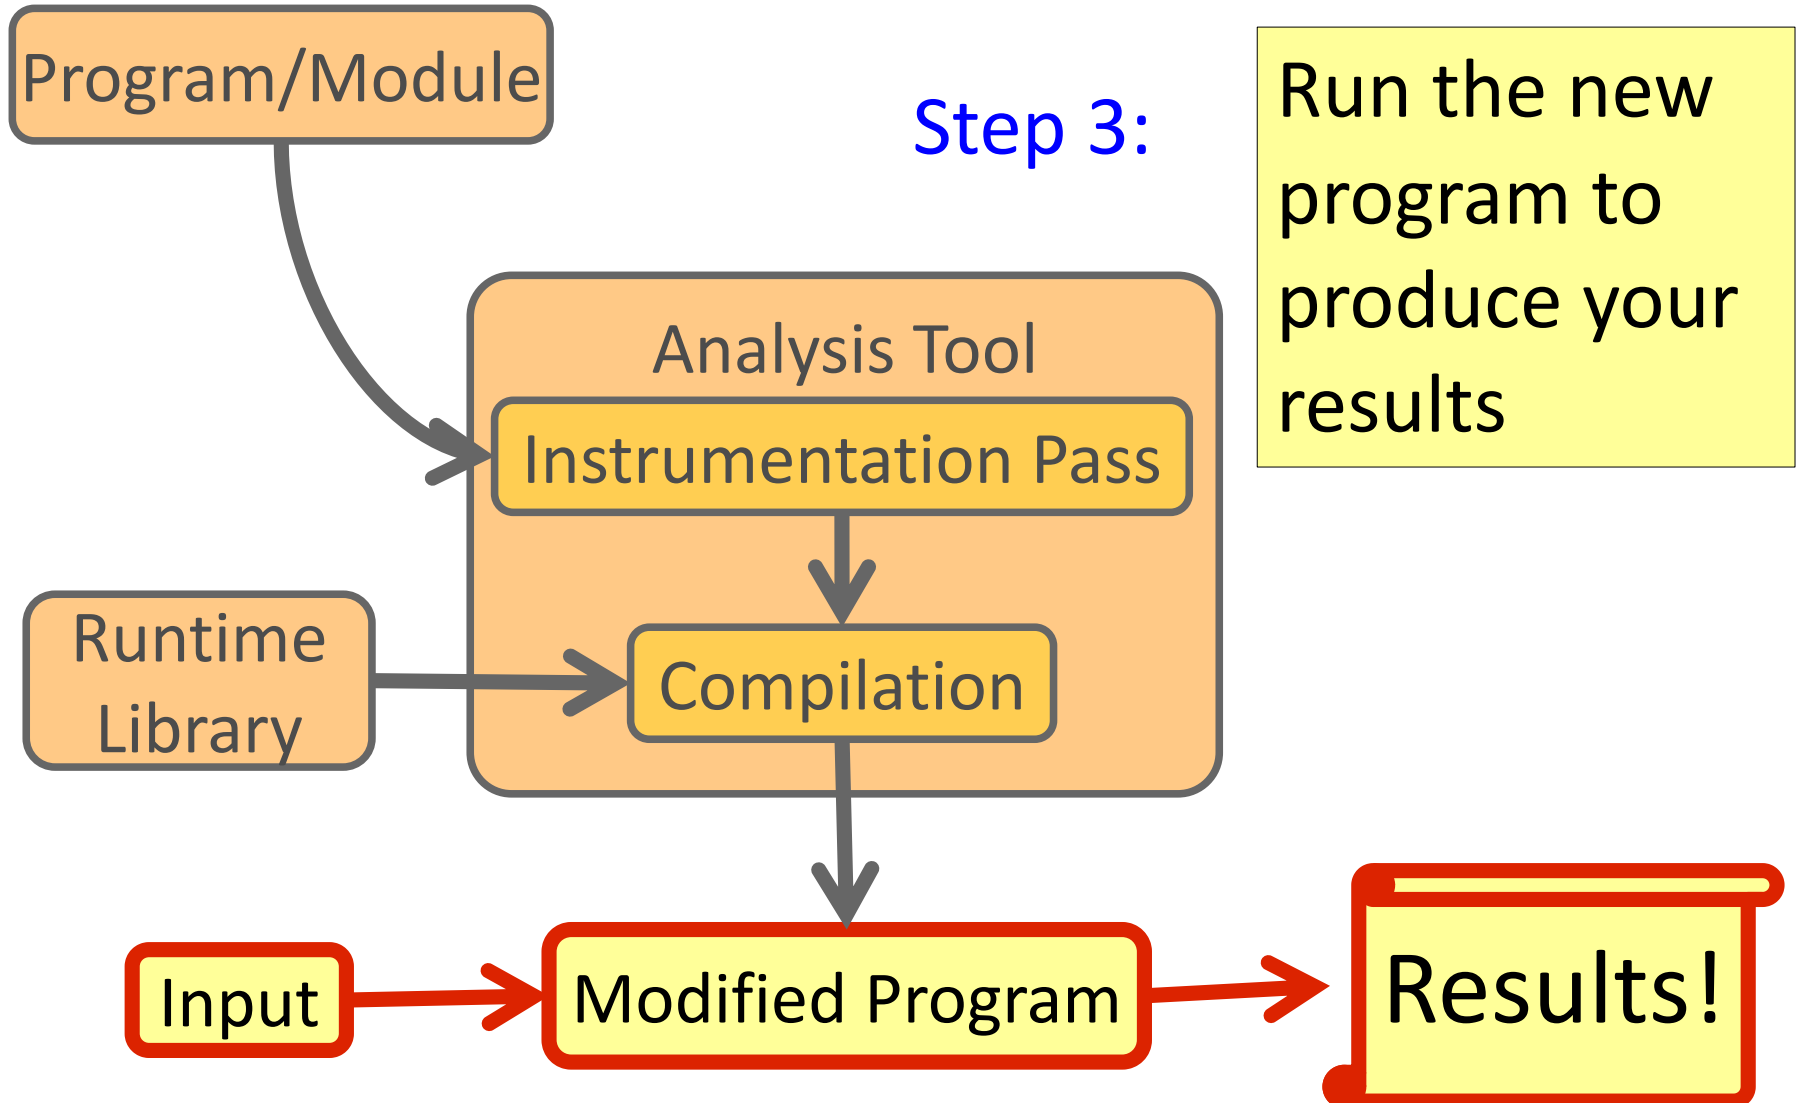 Program/Module
Step 3:
Run the new
program to
produce your
results
Analysis Tool
Instrumentation Pass
Runtime
Library
Compilation
Input
Modified Program
Results!